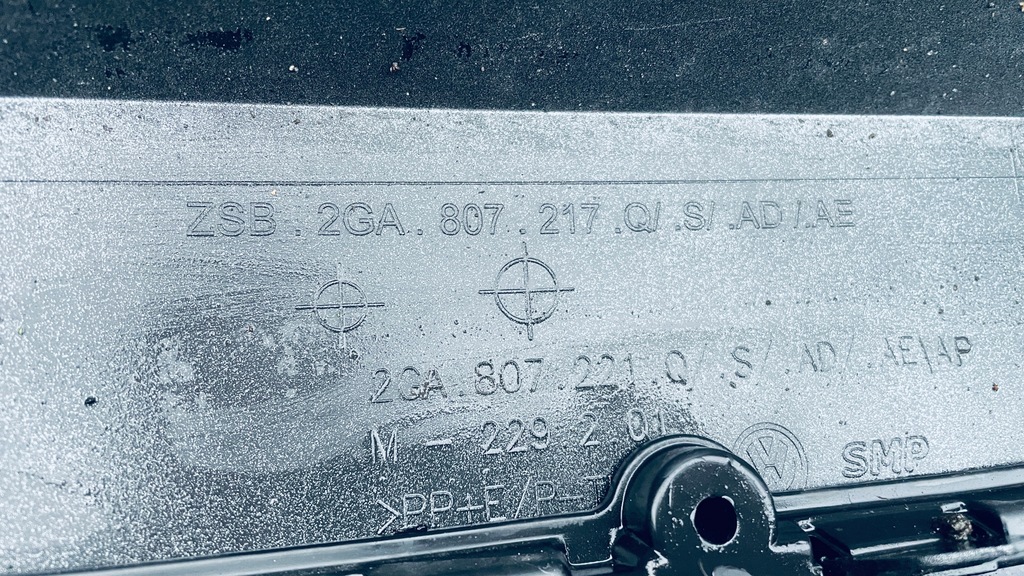 ZSB . 2GA . 807 . 217 .Q/ .S/ .AD /.AE
2GA . 807 . 221 . Q / .S / .AD / .AE\AP
M - 229 2 01
SMP
>PP+E/P-T